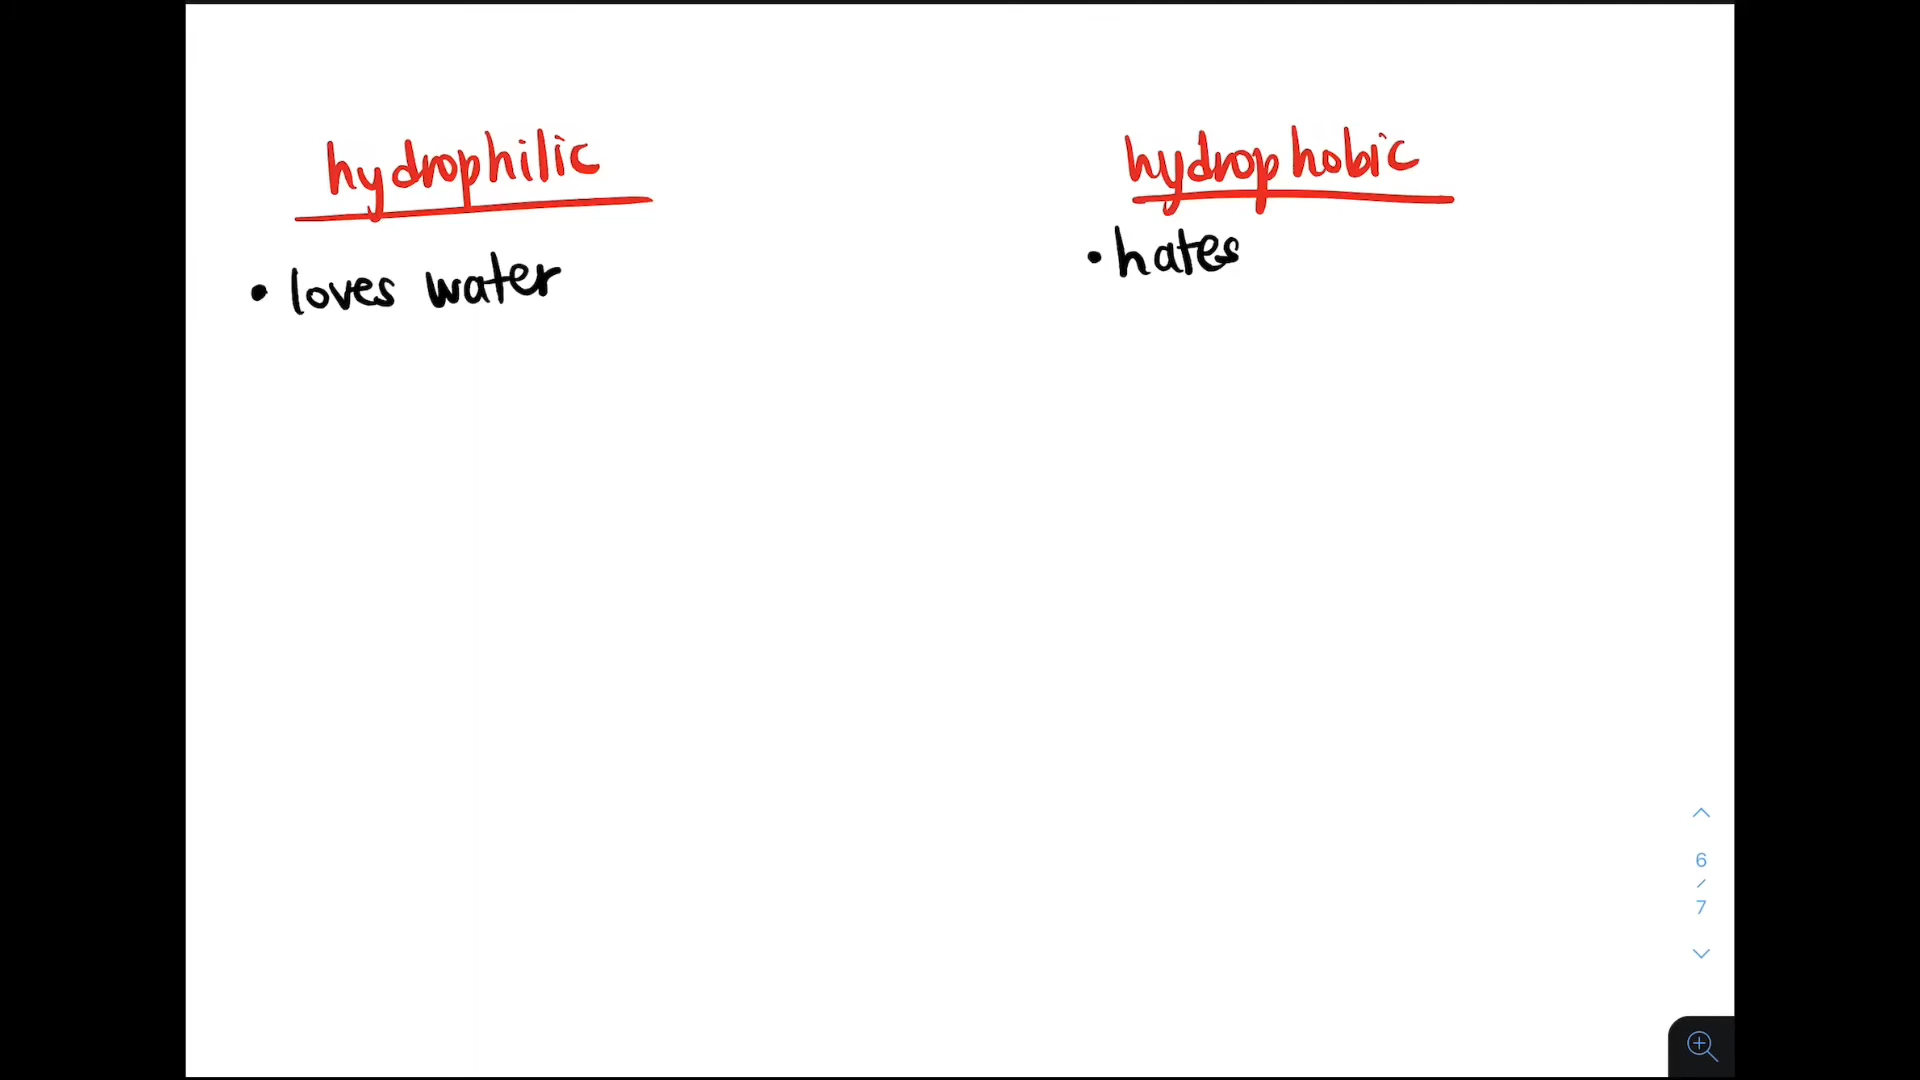 hydrophilic
• loves water
hydrophobic
• hates
6
/
7